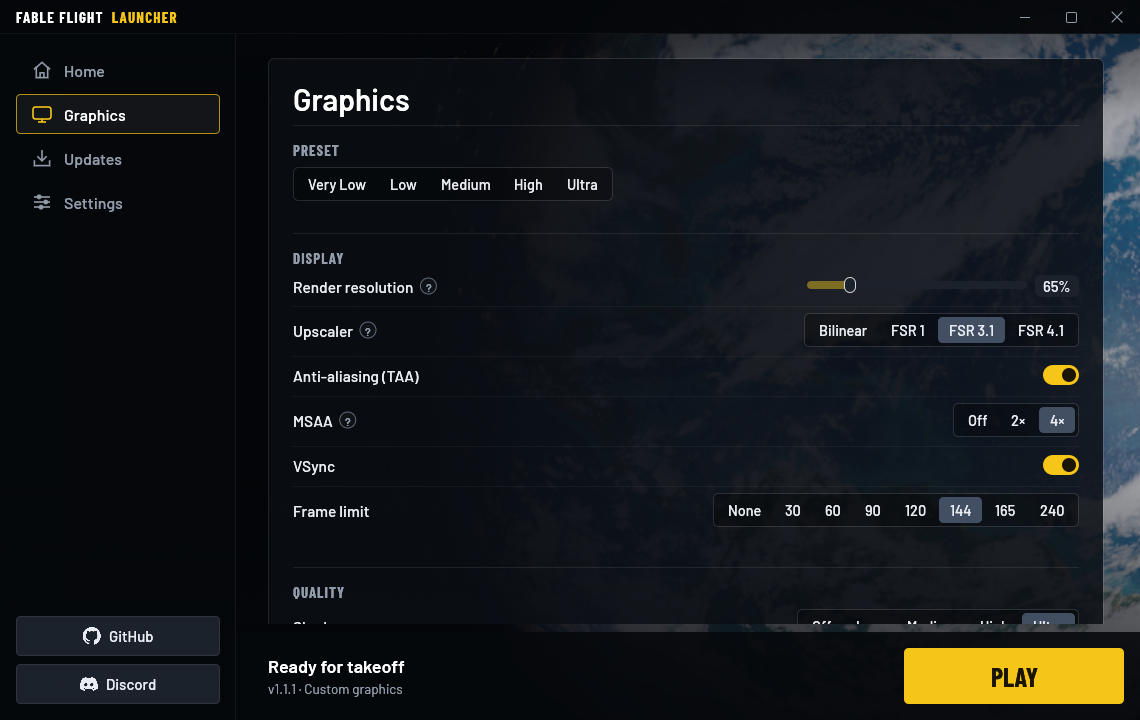 FABLE FLIGHT LAUNCHER
Home
Graphics
Updates
Settings
GitHub
Discord
Graphics
PRESET
Very Low Low Medium High Ultra
DISPLAY
Render resolution ? 65%
Upscaler ? Bilinear FSR 1 FSR 3.1 FSR 4.1
Anti-aliasing (TAA)
MSAA ? Off 2× 4×
VSync
Frame limit None 30 60 90 120 144 165 240
QUALITY
Ready for takeoff
v1.1.1 · Custom graphics
PLAY